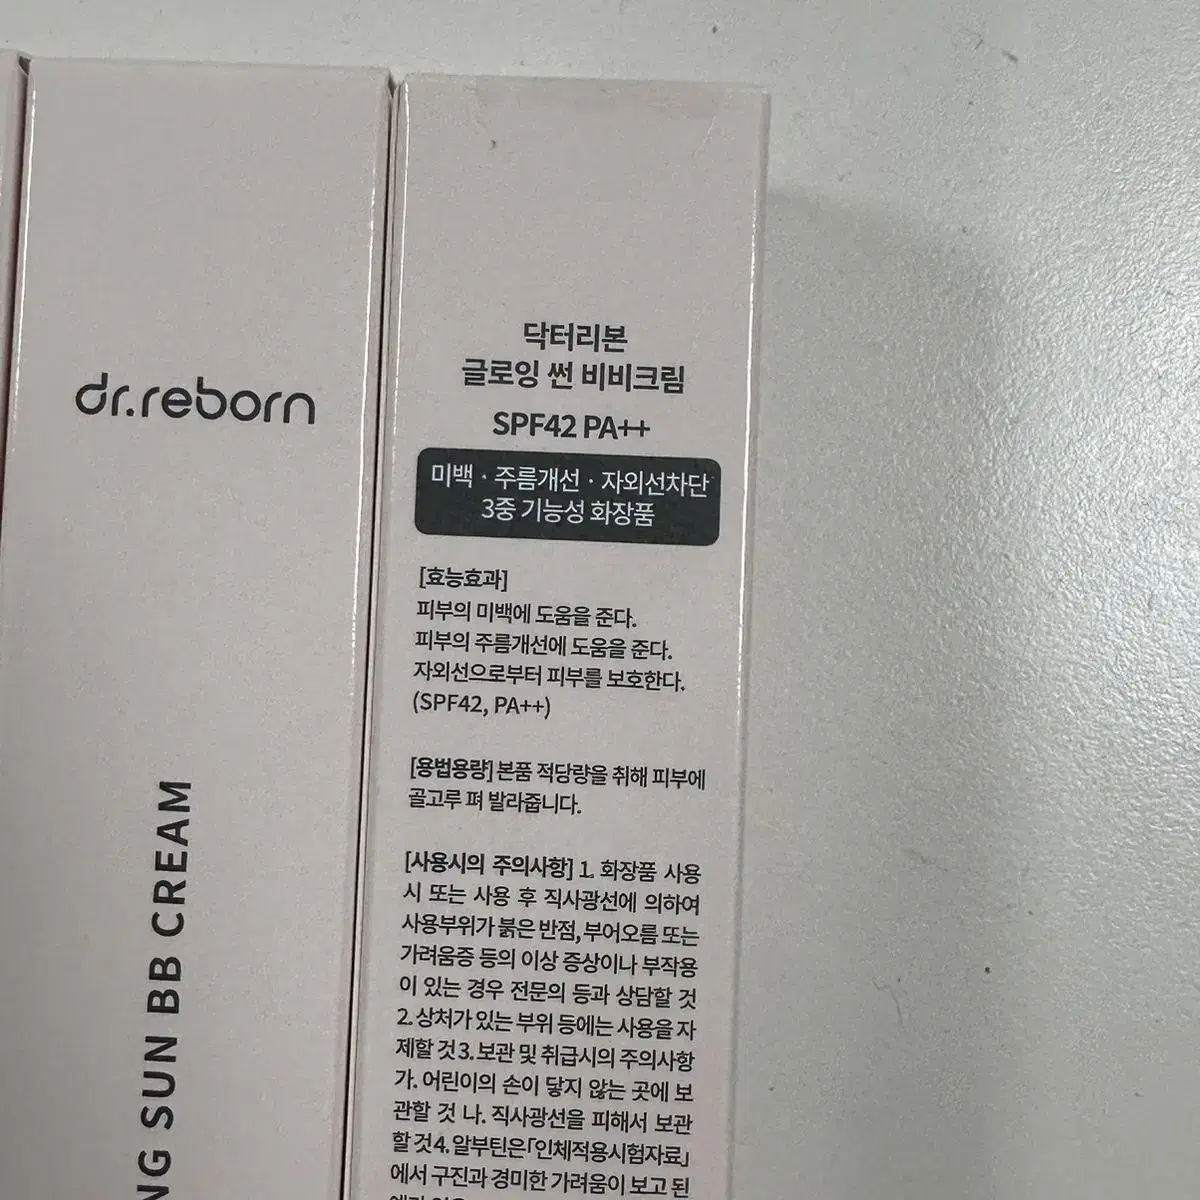 dr.reborn
NG SUN BB CREAM
닥터리본
글로잉 썬 비비크림
SPF42 PA++
미백 · 주름개선 · 자외선차단
3중 기능성 화장품
[효능효과]
피부의 미백에 도움을 준다.
피부의 주름개선에 도움을 준다.
자외선으로부터 피부를 보호한다.
(SPF42, PA++)
[용법용량] 본품 적당량을 취해 피부에
골고루 펴 발라줍니다.
[사용시의 주의사항] 1. 화장품 사용
시 또는 사용 후 직사광선에 의하여
사용부위가 붉은 반점, 부어오름 또는
가려움증 등의 이상 증상이나 부작용
이 있는 경우 전문의 등과 상담할 것
2. 상처가 있는 부위 등에는 사용을 자
제할 것 3. 보관 및 취급시의 주의사항
가. 어린이의 손이 닿지 않는 곳에 보
관할 것 나. 직사광선을 피해서 보관
할 것 4. 알부틴은 ｢인체적용시험자료｣
에서 구진과 경미한 가려움이 보고 된